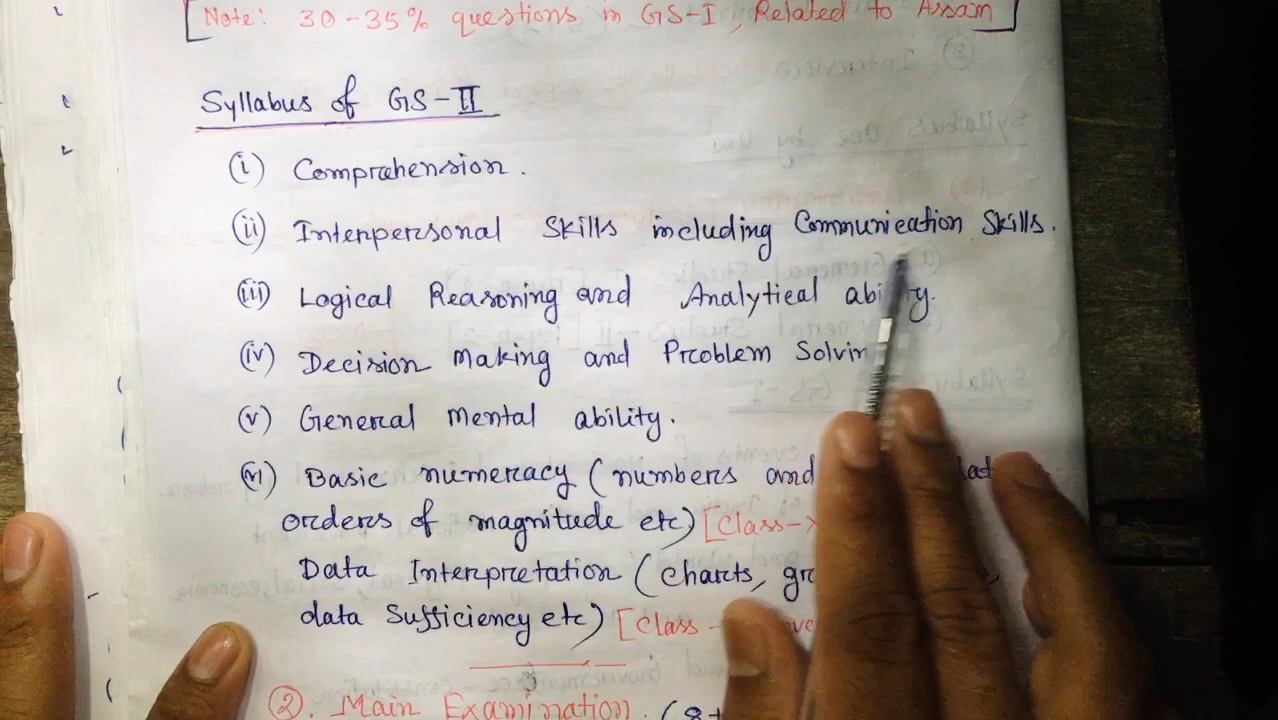 [Note: 30-35% questions in GS-I, Related to Assam]
Syllabus of GS-II
(i) Comprehension.
(ii) Interpersonal Skills including Communication Skills.
(iii) Logical Reasoning and Analytical ability.
(iv) Decision Making and Problem Solvin
(v) General Mental ability.
(vi) Basic numeracy (numbers and
orders of magnitude etc) [Class→
Data Interpretation (charts,
data Sufficiency etc) [Class
②. Main Examination.